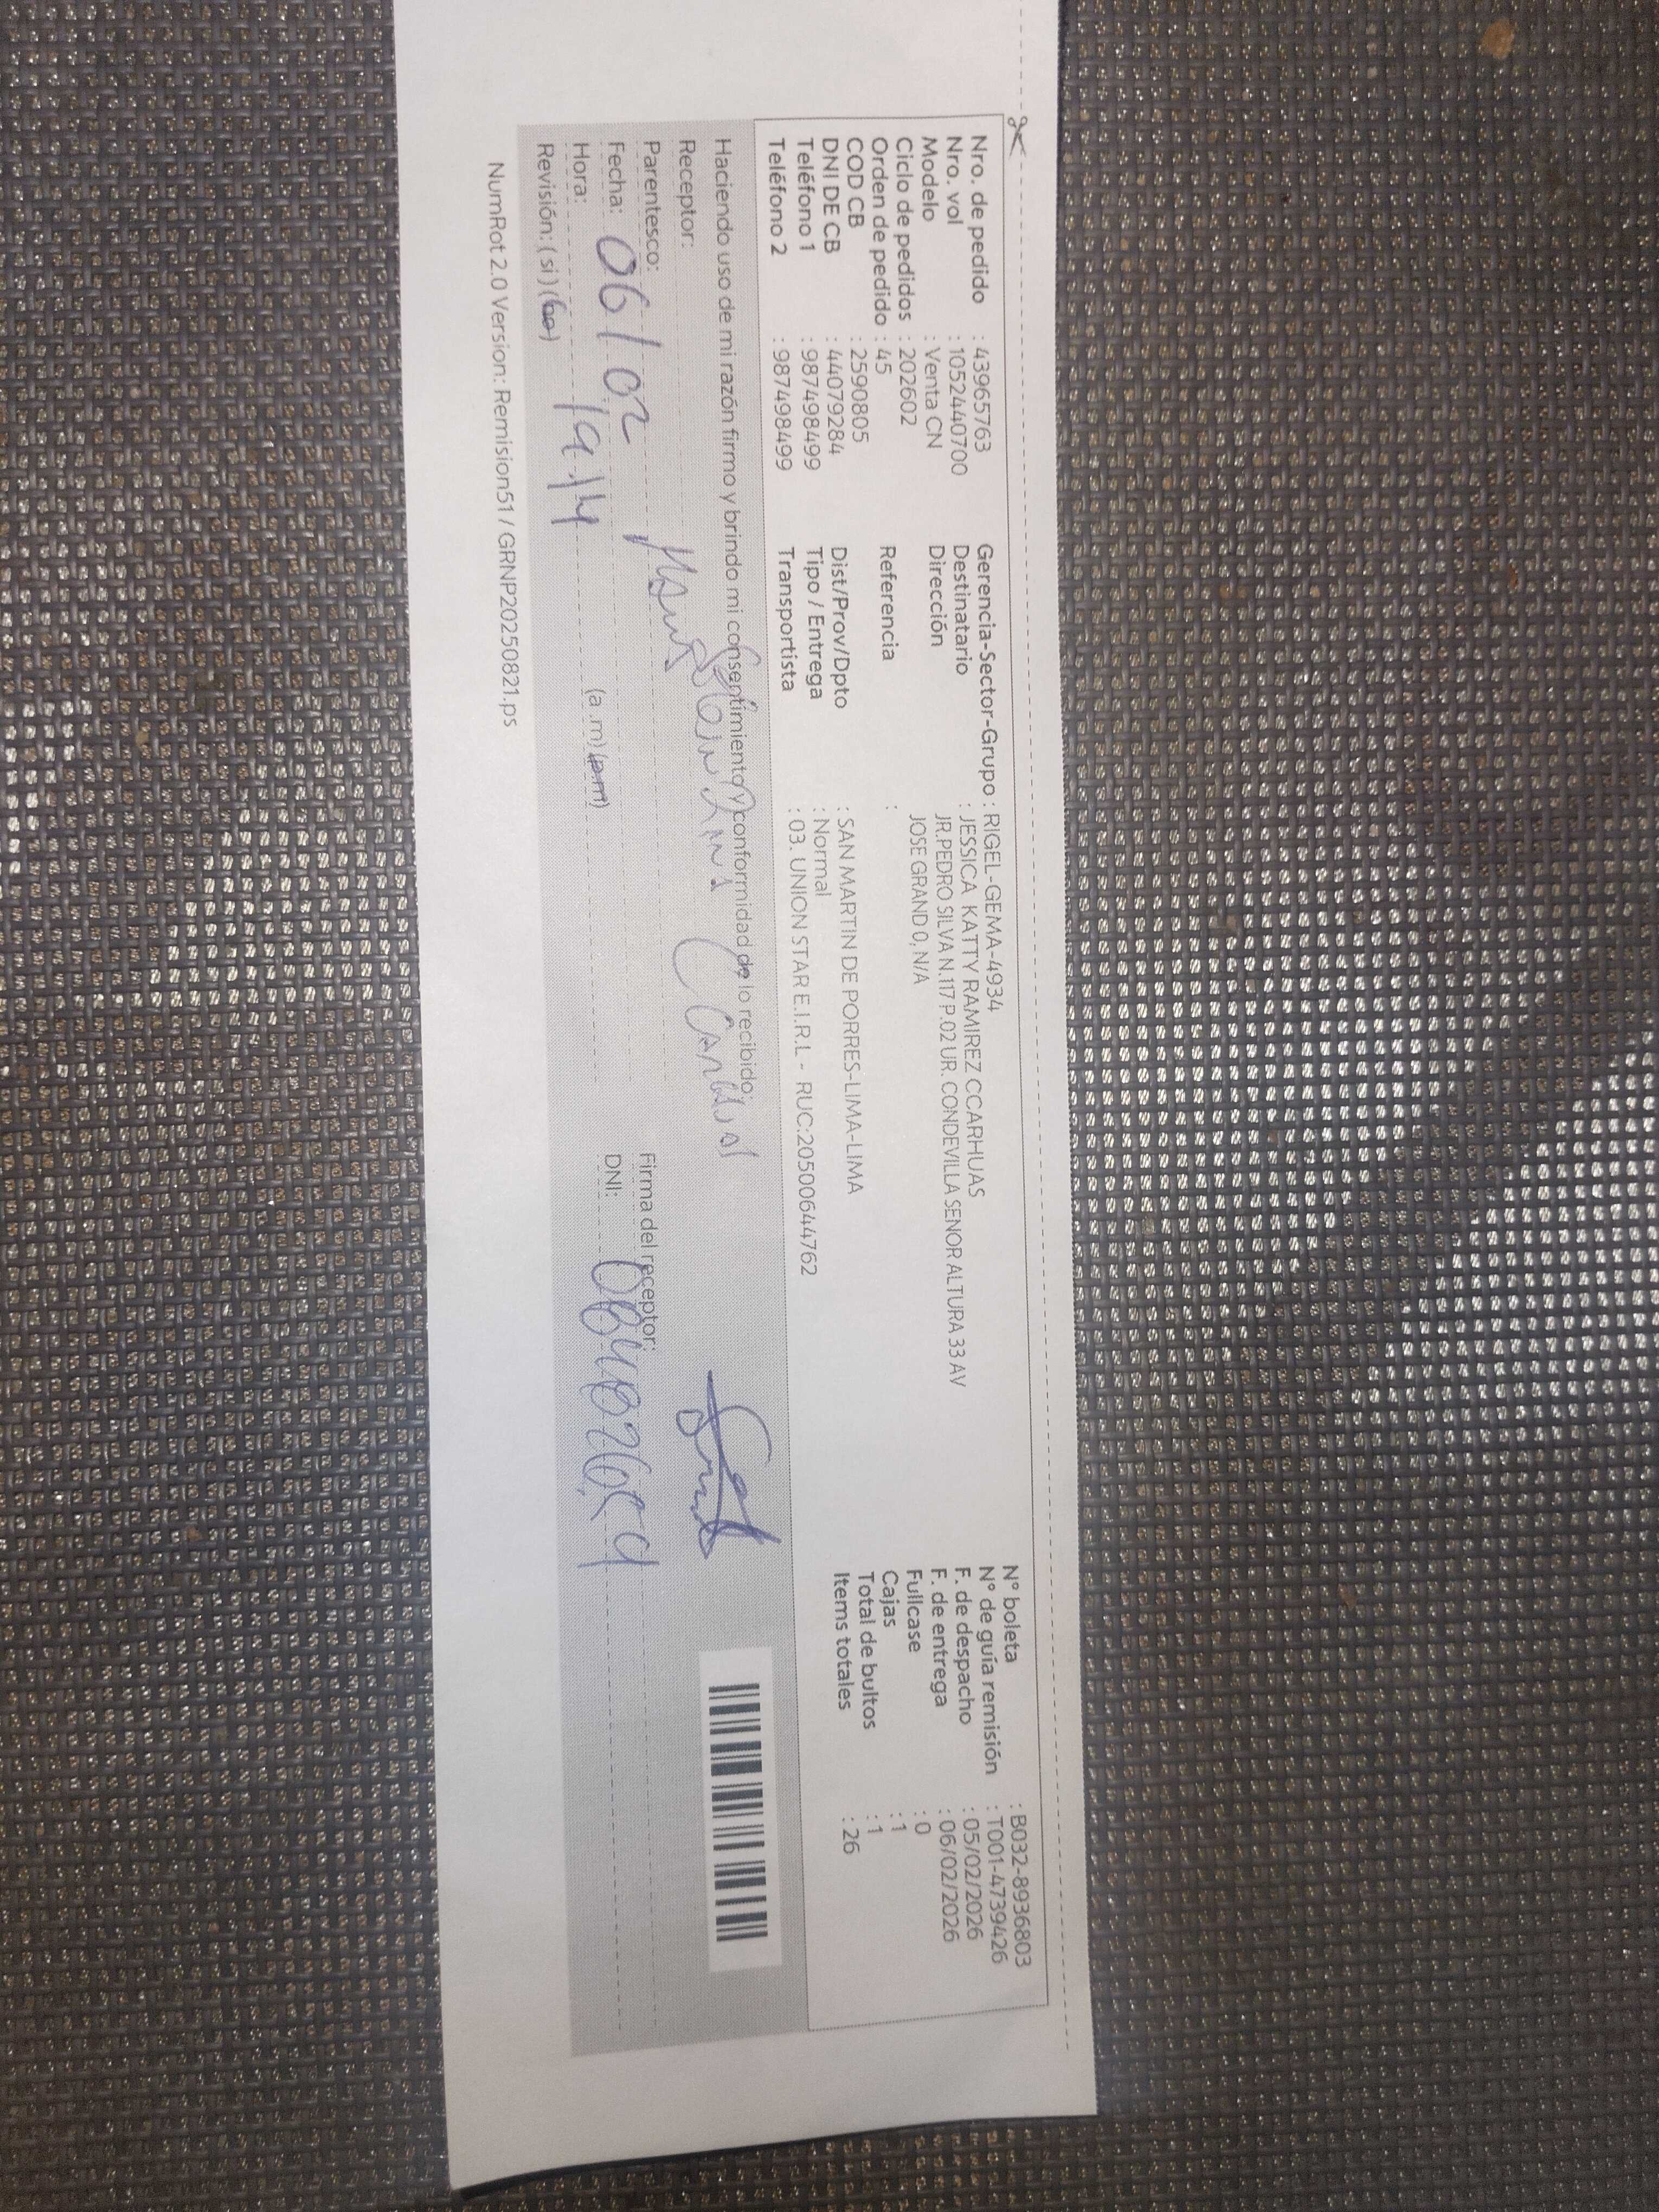 Nro. de pedido : 43965763
Nro. vol : 1052440700
Modelo : Venta CN
Ciclo de pedidos : 202602
Orden de pedido : 45
COD CB : 2590805
DNI DE CB : 44079284
Teléfono 1 : 987498499
Teléfono 2 : 987498499
Gerencia-Sector-Grupo : RIGEL-GEMA-4934
Destinatario : JESSICA KATTY RAMIREZ CCARHUAS
Dirección JR.PEDRO SILVA N.117 P.02 UR. CONDEVILLA SENOR ALTURA 33 AV
JOSE GRAND 0, N/A
Referencia :
Dist/Prov/Dpto : SAN MARTIN DE PORRES-LIMA-LIMA
Tipo / Entrega : Normal
Transportista : 03. UNION STAR E.I.R.L - RUC:20500644762
N° boleta : B032-8936803
N° de guía remisión : T001-4739426
F. de despacho : 05/02/2026
F. de entrega : 06/02/2026
Fullcase : 0
Cajas : 1
Total de bultos : 1
Items totales : 26
Haciendo uso de mi razón firmo y brindo mi consentimiento y conformidad de lo recibido:
Receptor:
Parentesco:
Fecha: 06/02
Hora: 19.14 (a .m) (p.m)
Revisión: ( si ) (no)
Firma del receptor:
DNI:
NumRot 2.0 Version: Remision51 / GRNP20250821.ps